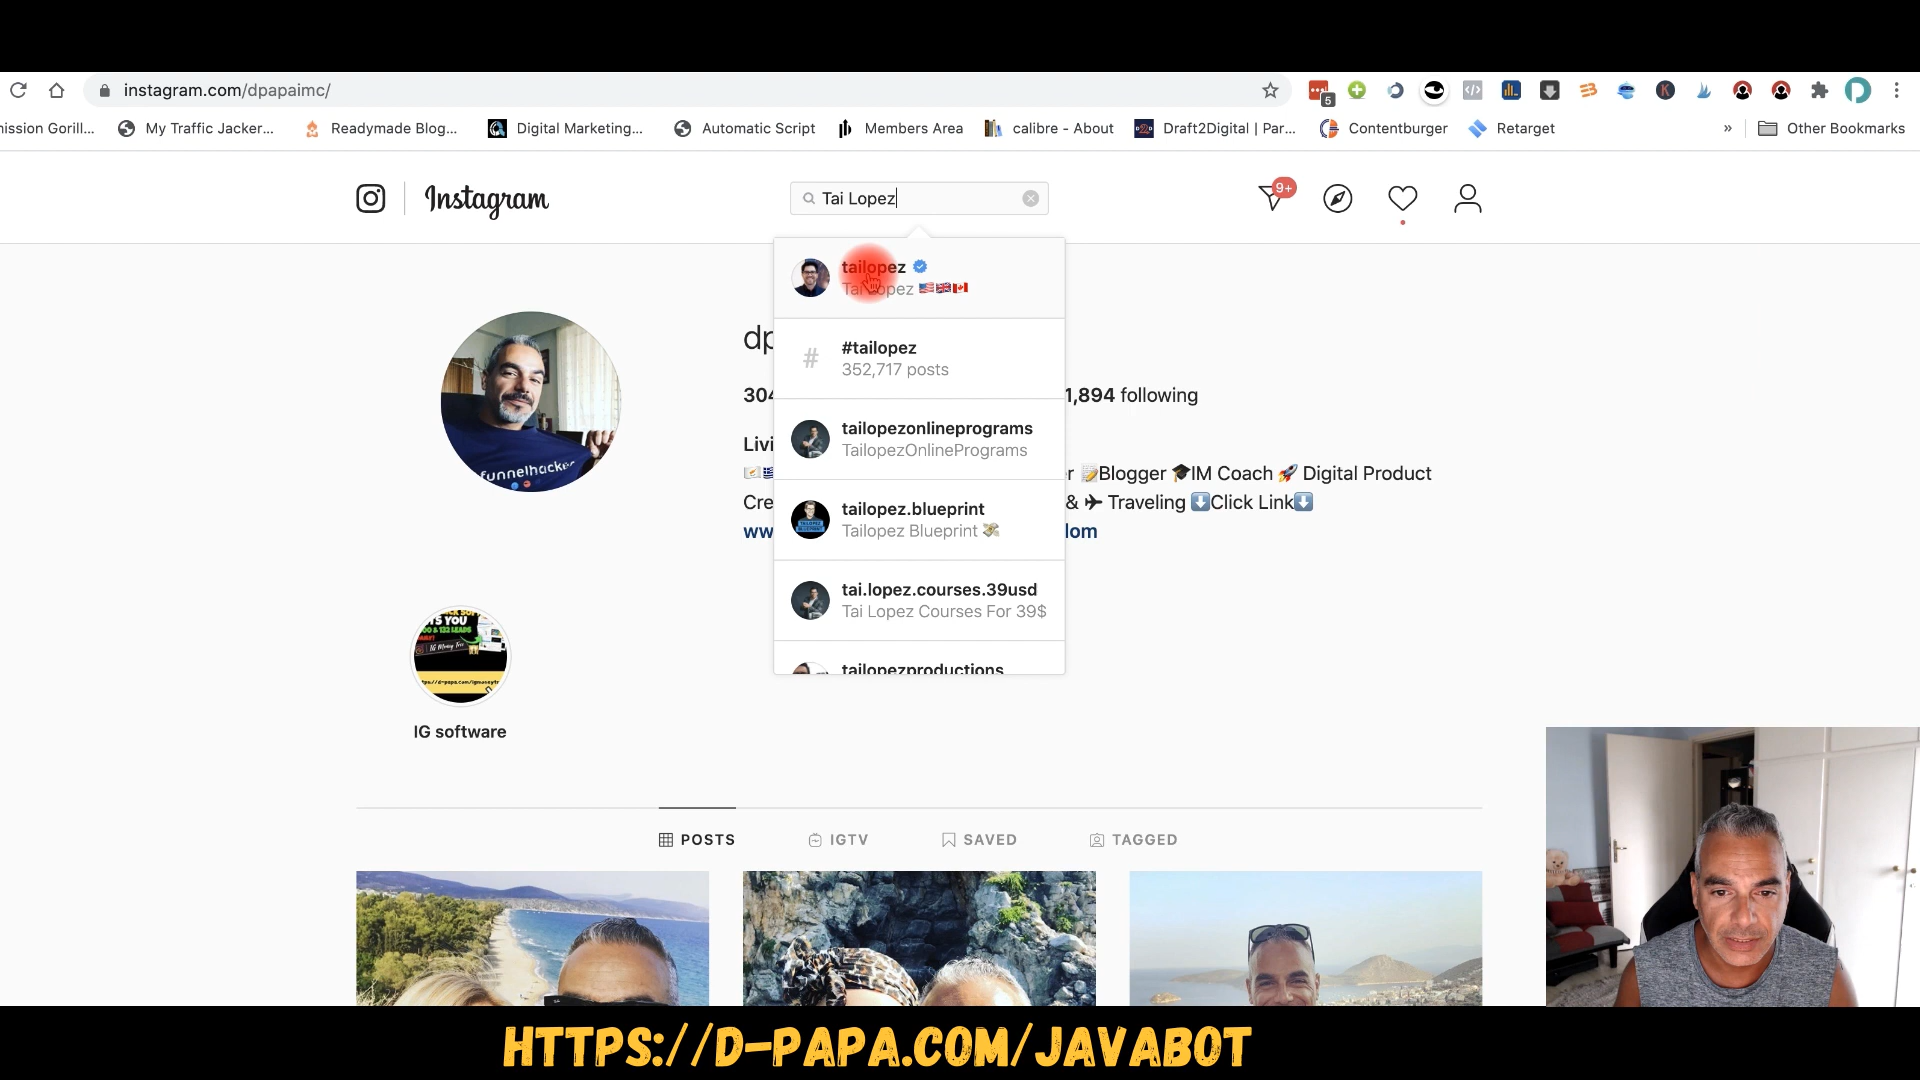 instagram.com/dpapaimc/
5
ission Gorill...
My Traffic Jacker...
Readymade Blog...
Digital Marketing...
Automatic Script
Members Area
calibre - About
Draft2Digital | Par...
Contentburger
Retarget
»
Other Bookmarks
Instagram
Tai Lopez
9+
tailopez
Tai Lopez
#tailopez
352,717 posts
tailopezonlineprograms
TailopezOnlinePrograms
tailopez.blueprint
Tailopez Blueprint
tai.lopez.courses.39usd
Tai Lopez Courses For 39$
tailopezproductions
dp
304
1,894 following
Livi
r Blogger IM Coach Digital Product
Cre & Traveling Click Link
ww lom
funnelhacker
IG software
POSTS
IGTV
SAVED
TAGGED
HTTPS://D-PAPA.COM/JAVABOT